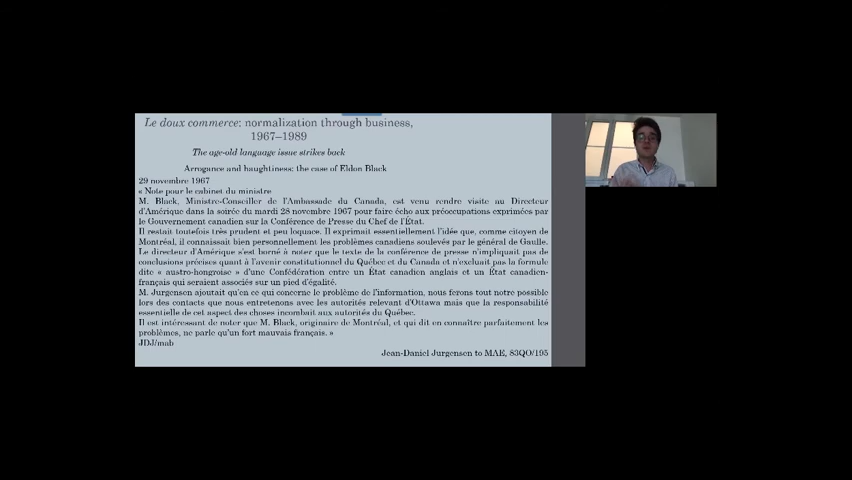 Le doux commerce: normalization through business,
1967–1989
The age-old language issue strikes back
Arrogance and haughtiness: the case of Eldon Black
29 novembre 1967
« Note pour le cabinet du ministre
M. Black, Ministre-Conseiller de l'Ambassade du Canada, est venu rendre visite au Directeur
d'Amérique dans la soirée du mardi 28 novembre 1967 pour faire écho aux préoccupations exprimées par
le Gouvernement canadien sur la Conférence de Presse du Chef de l'État.
Il restait toutefois très prudent et peu loquace. Il exprimait essentiellement l'idée que, comme citoyen de
Montréal, il connaissait bien personnellement les problèmes canadiens soulevés par le général de Gaulle.
Le directeur d'Amérique s'est borné à noter que le texte de la conférence de presse n'impliquait pas de
conclusions précises quant à l'avenir constitutionnel du Québec et du Canada et n'excluait pas la formule
dite « austro-hongroise » d'une Confédération entre un État canadien anglais et un État canadien-
français qui seraient associés sur un pied d'égalité.
M. Jurgensen ajoutait qu'en ce qui concerne le problème de l'information, nous ferons tout notre possible
lors des contacts que nous entretenons avec les autorités relevant d'Ottawa mais que la responsabilité
essentielle de cet aspect des choses incombait aux autorités du Québec.
Il est intéressant de noter que M. Black, originaire de Montréal, et qui dit en connaître parfaitement les
problèmes, ne parle qu'un fort mauvais français. »
JDJ/mab
Jean-Daniel Jurgensen to MAE, 83QO/195